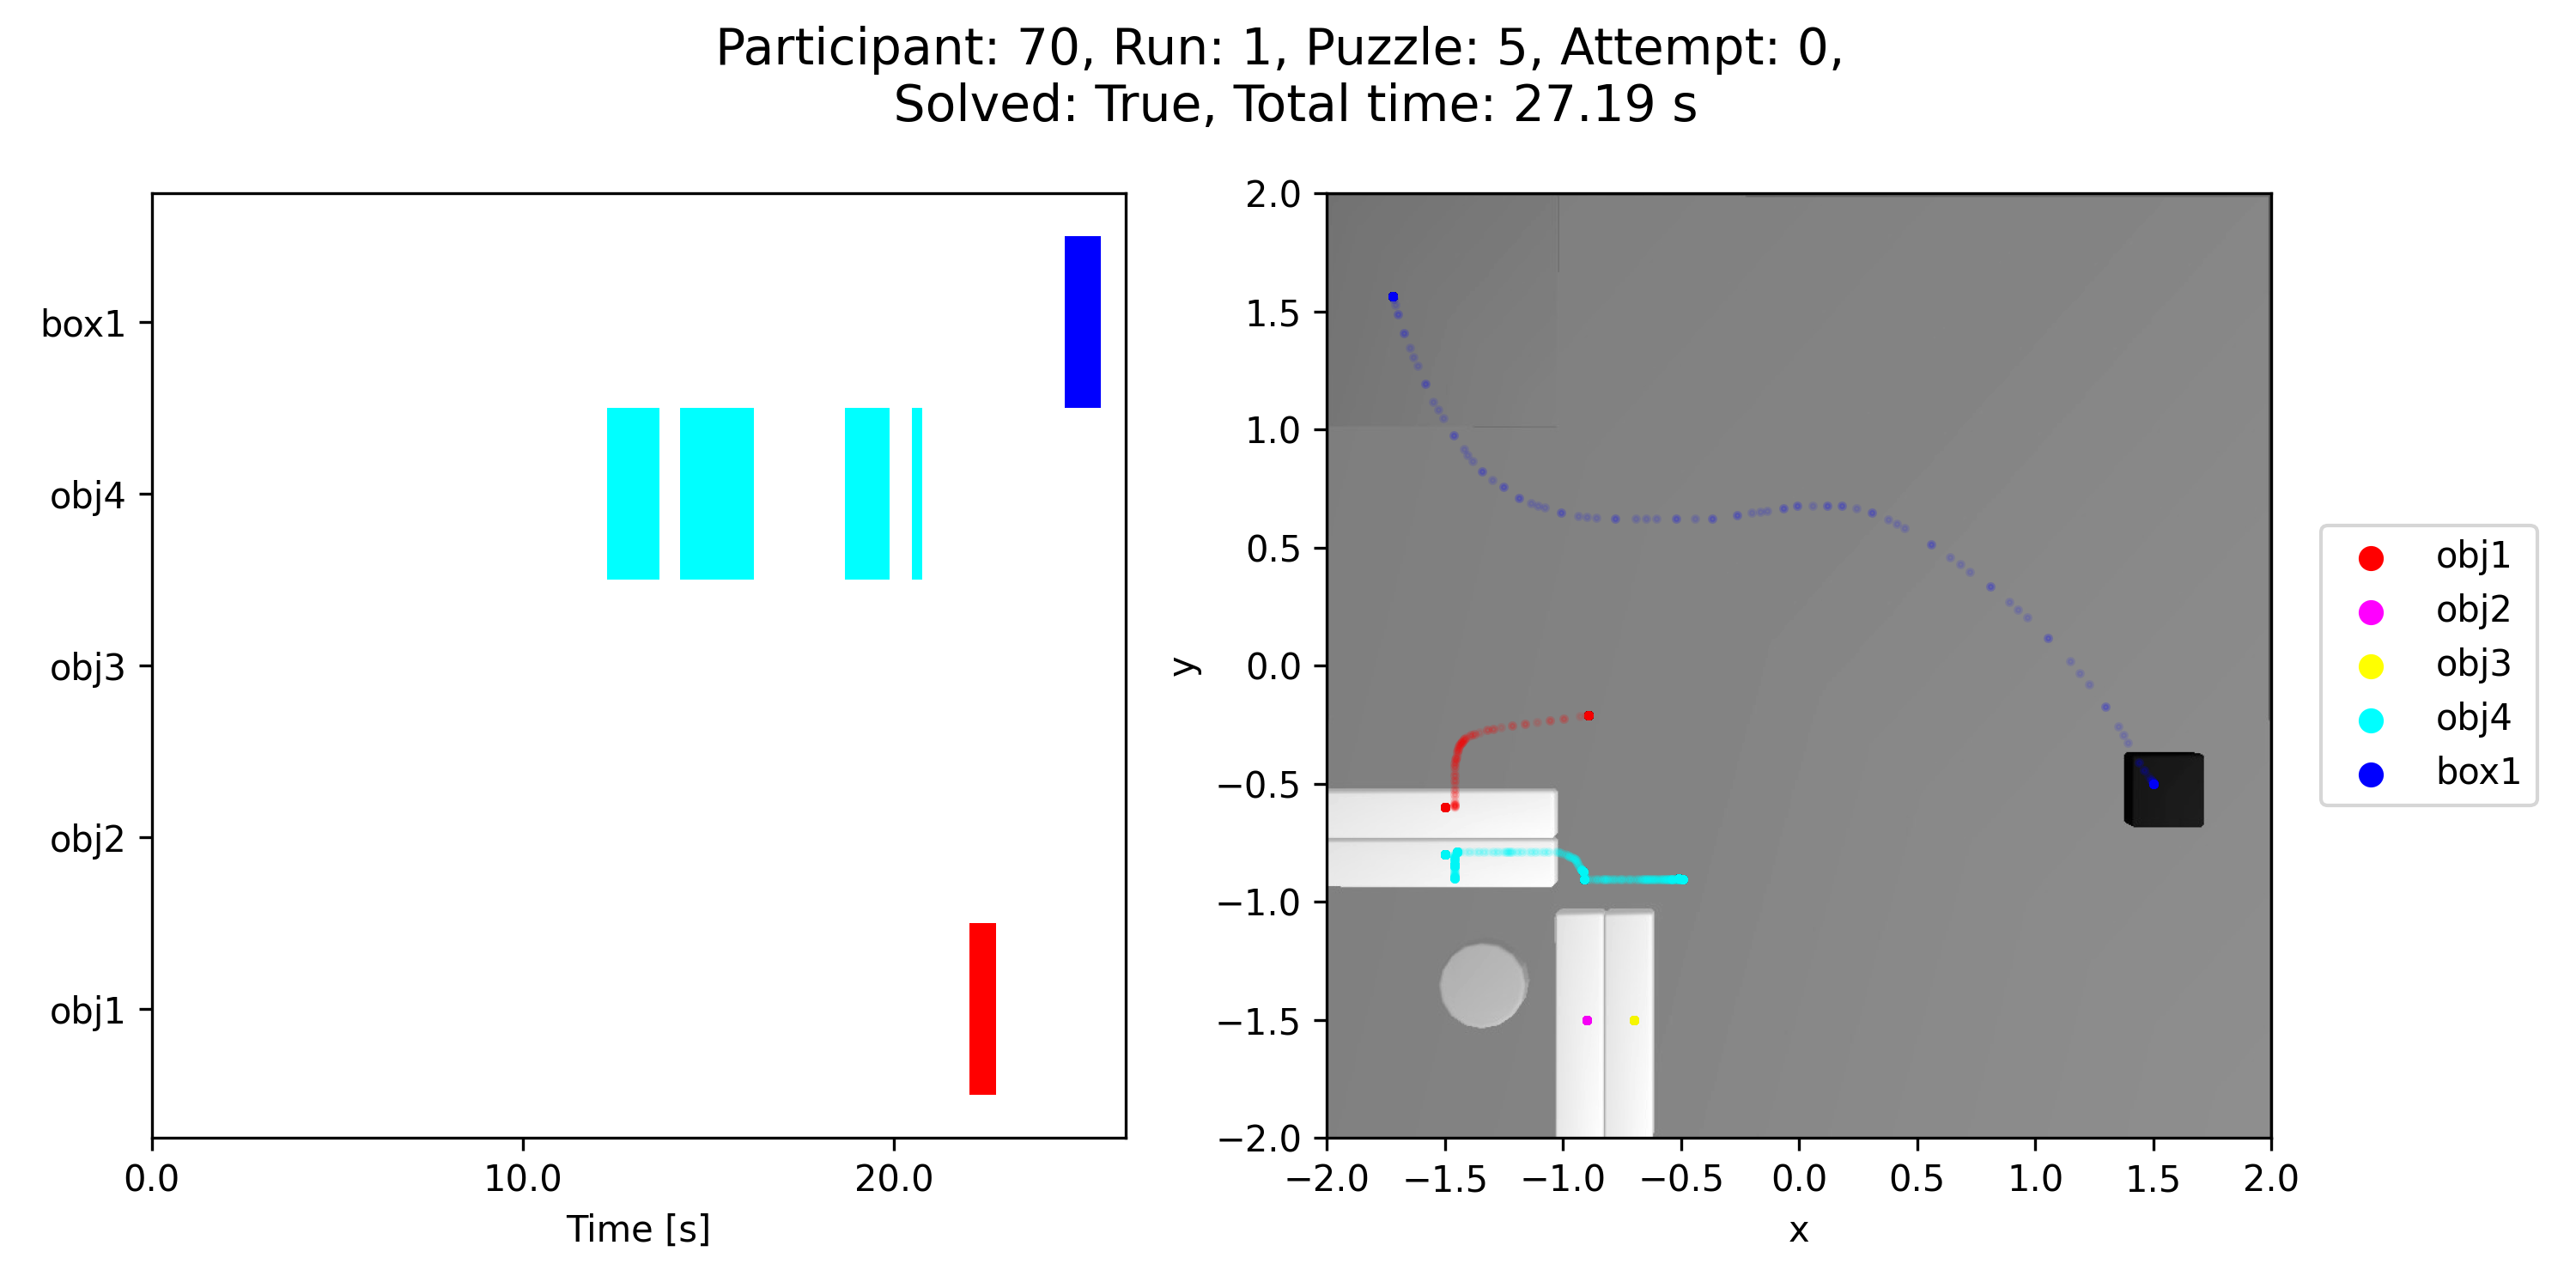 Participant: 70, Run: 1, Puzzle: 5, Attempt: 0,
Solved: True, Total time: 27.19 s
box1
obj4
obj3
obj2
obj1
0.0 10.0 20.0
Time [s]
2.0
1.5
1.0
0.5
0.0
−0.5
−1.0
−1.5
−2.0
y
−2.0 −1.5 −1.0 −0.5 0.0 0.5 1.0 1.5 2.0
x
obj1
obj2
obj3
obj4
box1